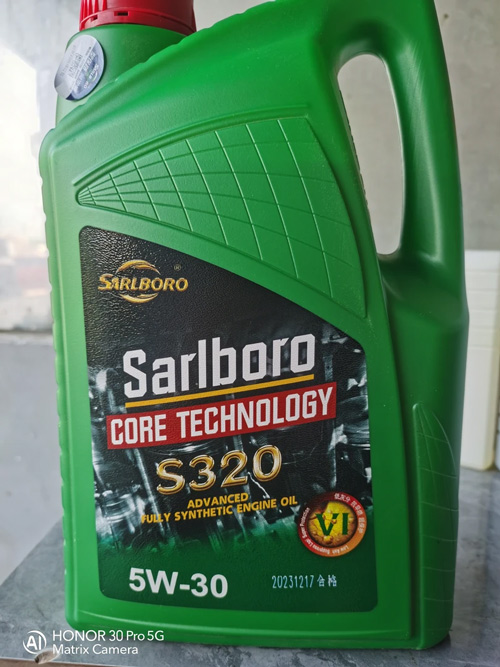 SARLBORO
®
Sarlboro
CORE TECHNOLOGY
S320
ADVANCED
FULLY SYNTHETIC ENGINE OIL
VI
5W-30
20231217 合格
HONOR 30 Pro 5G
Matrix Camera
AI